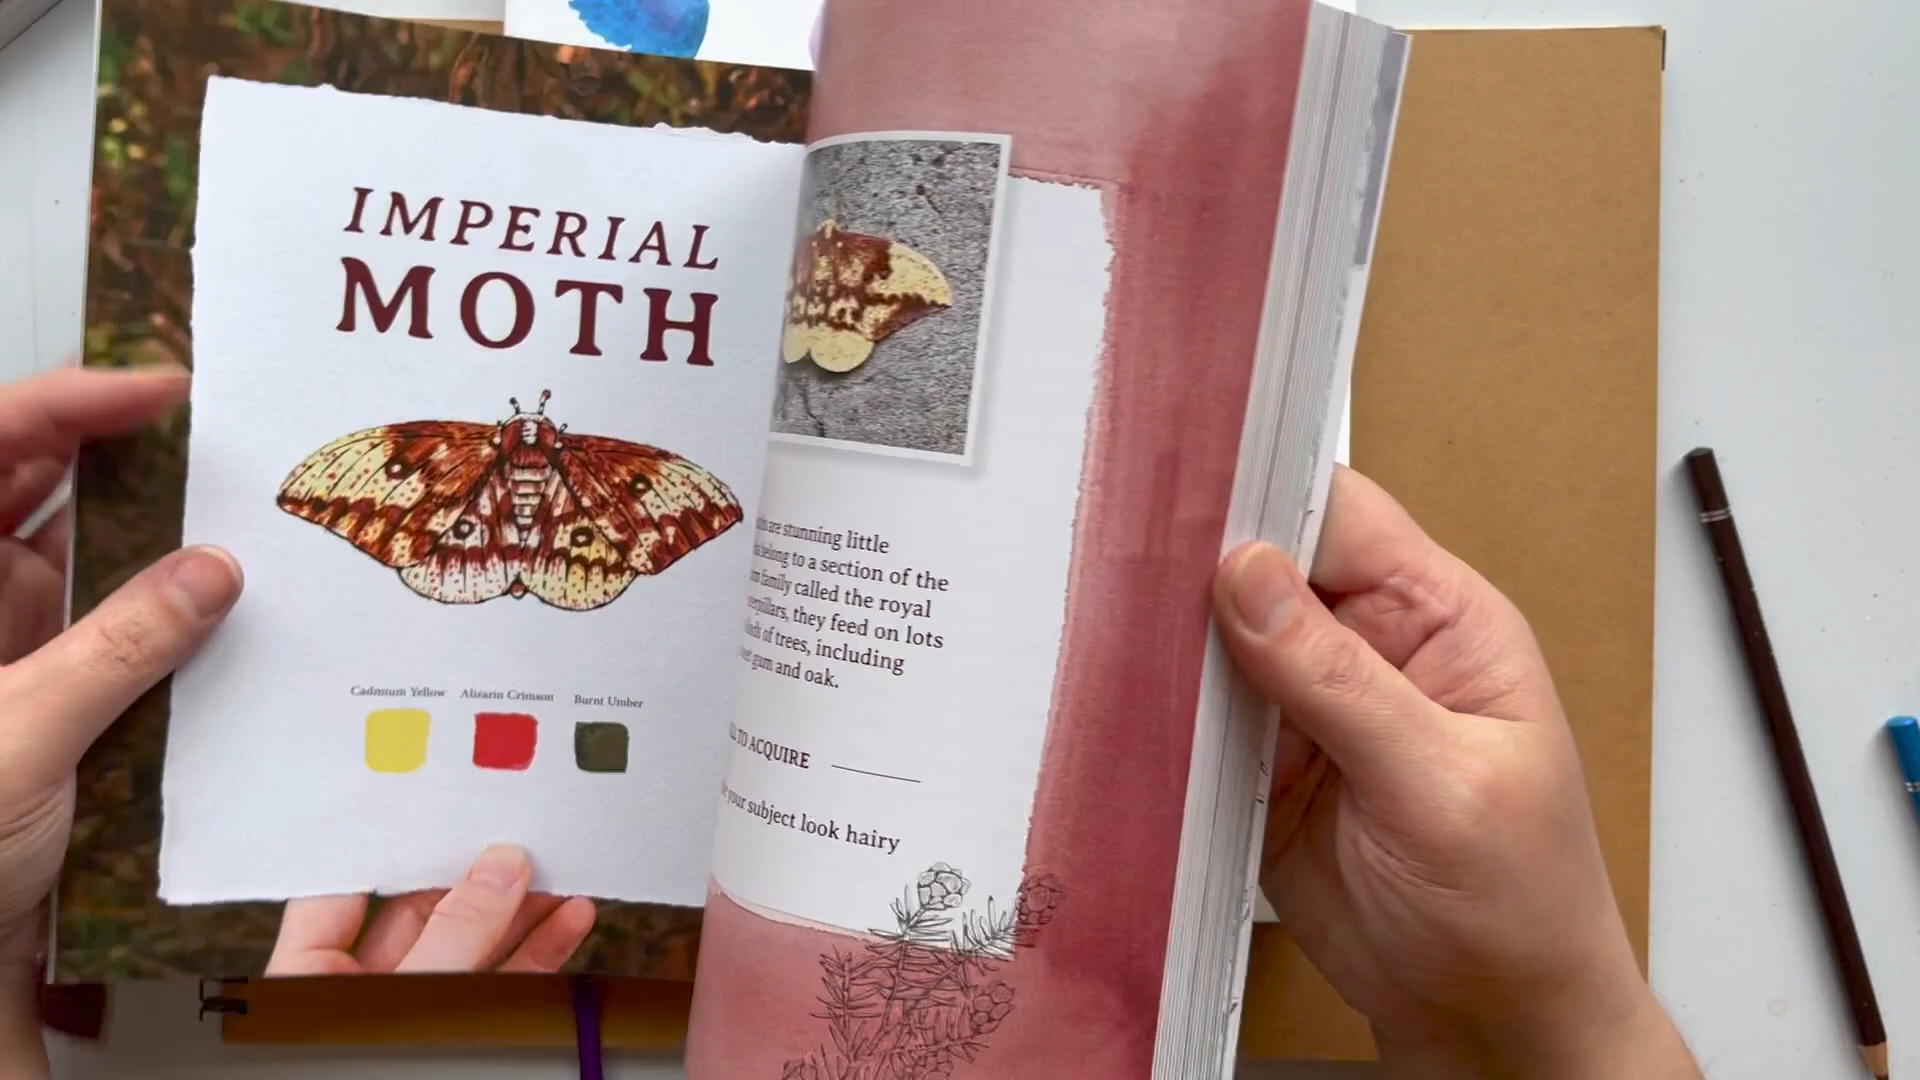 IMPERIAL
MOTH
Cadmium Yellow Alizarin Crimson Burnt Umber
are stunning little
belong to a section of the
family called the royal
they feed on lots
of trees, including
gum and oak.
TO ACQUIRE
your subject look hairy